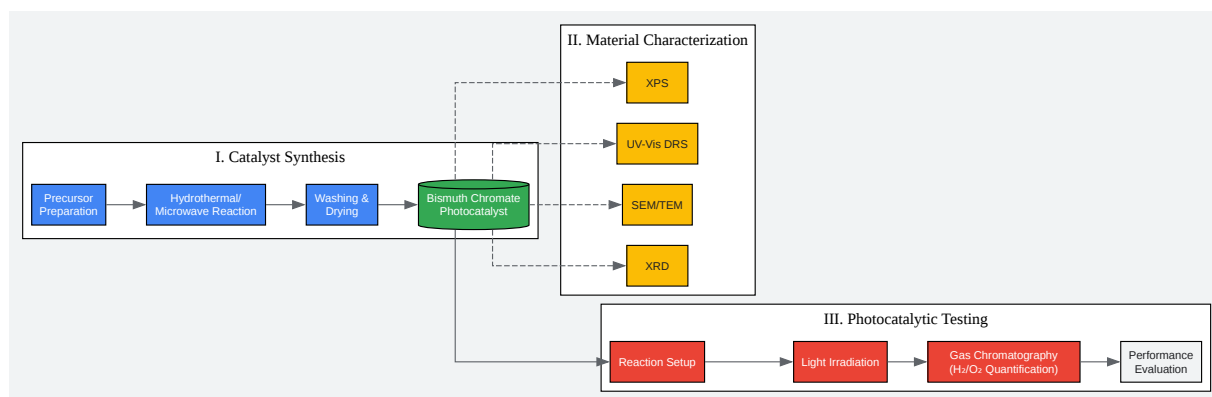 II. Material Characterization
XPS
UV-Vis DRS
SEM/TEM
XRD
I. Catalyst Synthesis
Precursor
Preparation
Hydrothermal/
Microwave Reaction
Washing &
Drying
Bismuth Chromate
Photocatalyst
III. Photocatalytic Testing
Reaction Setup
Light Irradiation
Gas Chromatography
(H₂/O₂ Quantification)
Performance
Evaluation